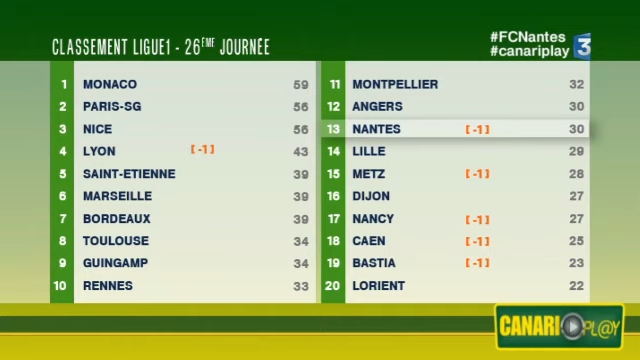 CLASSEMENT LIGUE1 - 26ÈME JOURNÉE
#FCNantes
#canariplay 3
1 MONACO 59
2 PARIS-SG 56
3 NICE 56
4 LYON [ -1 ] 43
5 SAINT-ETIENNE 39
6 MARSEILLE 39
7 BORDEAUX 39
8 TOULOUSE 34
9 GUINGAMP 34
10 RENNES 33
11 MONTPELLIER 32
12 ANGERS 30
13 NANTES [ -1 ] 30
14 LILLE 29
15 METZ [ -1 ] 28
16 DIJON 27
17 NANCY [ -1 ] 27
18 CAEN [ -1 ] 25
19 BASTIA [ -1 ] 23
20 LORIENT 22
CANARI PL@Y